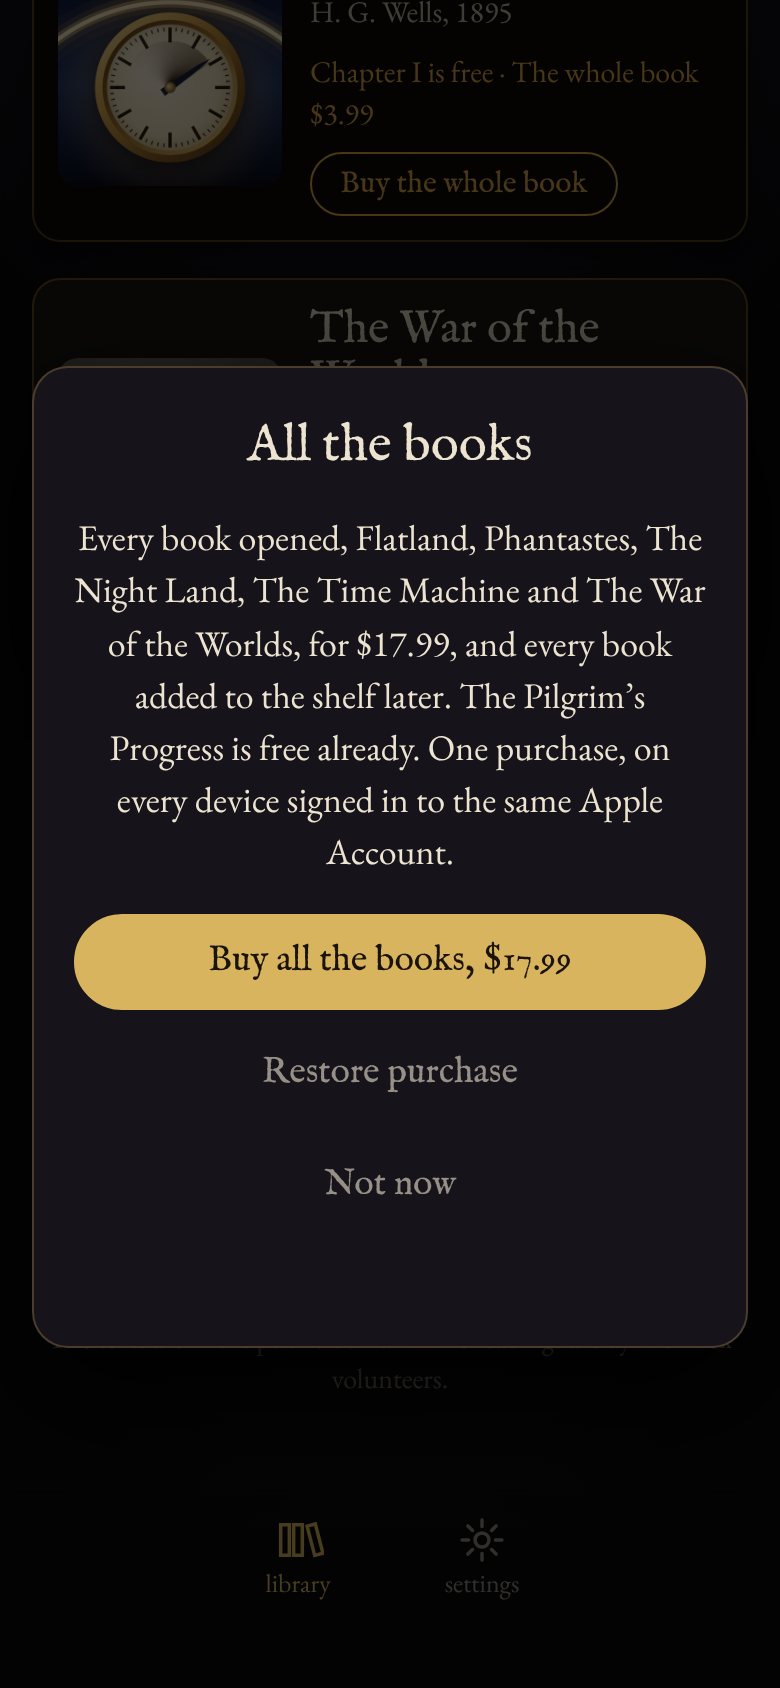 H. G. Wells, 1895
Chapter I is free · The whole book
$3.99
Buy the whole book
The War of the
All the books
Every book opened, Flatland, Phantastes, The
Night Land, The Time Machine and The War
of the Worlds, for $17.99, and every book
added to the shelf later. The Pilgrim’s
Progress is free already. One purchase, on
every device signed in to the same Apple
Account.
Buy all the books, $17.99
Restore purchase
Not now
volunteers.
library
settings